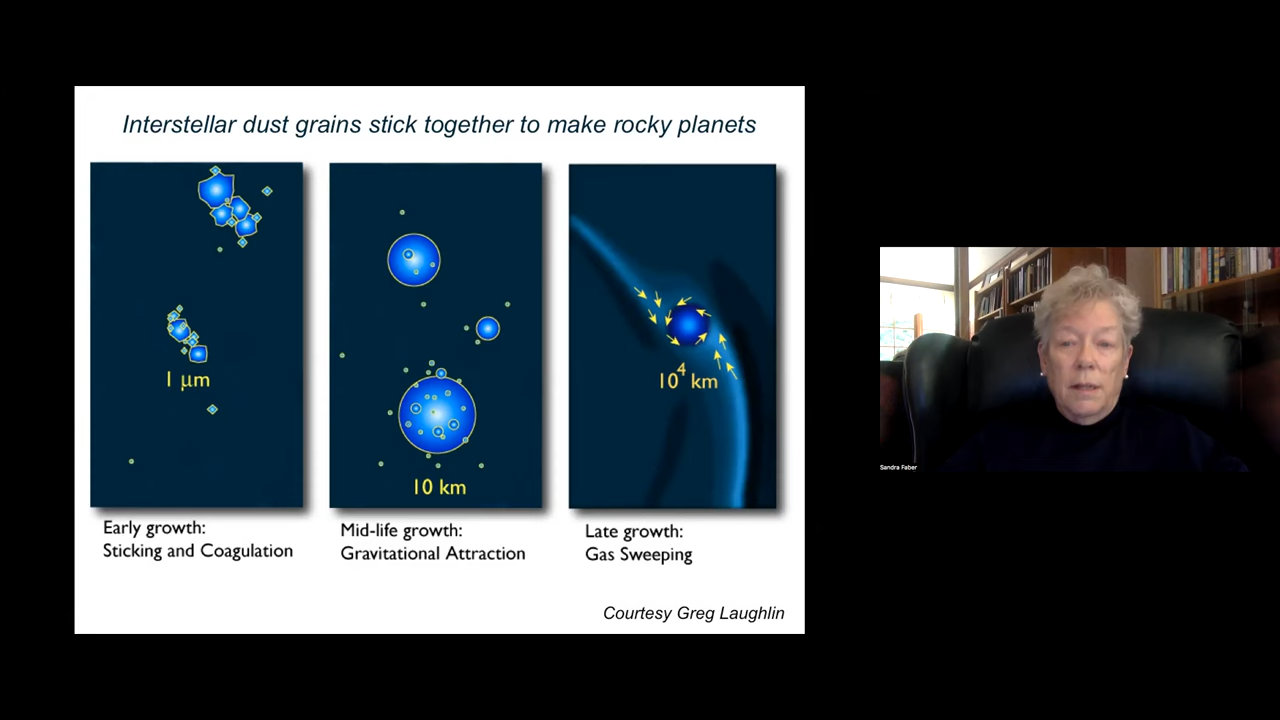 Interstellar dust grains stick together to make rocky planets
1 μm
10 km
10⁴ km
Early growth:
Sticking and Coagulation
Mid-life growth:
Gravitational Attraction
Late growth:
Gas Sweeping
Courtesy Greg Laughlin
Sandra Faber